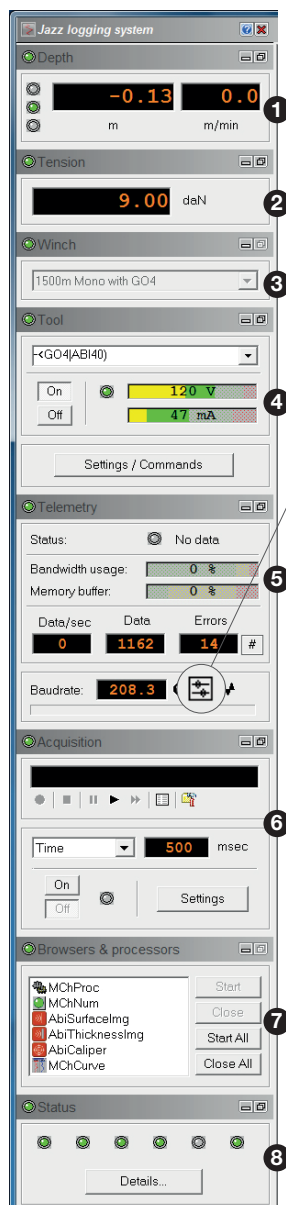 Jazz logging system
Depth
-0.13 0.0
m m/min
1
Tension
9.00 daN
2
Winch
1500m Mono with GO4
3
Tool
GO4|ABI40)
On
120 V
4
Off
47 mA
Settings / Commands
Telemetry
Status: No data
Bandwidth usage: 0 %
5
Memory buffer: 0 %
Data/sec Data Errors
0 1162 14 #
Baudrate: 208.3
Acquisition
6
Time 500 msec
On
Off
Settings
Browsers & processors
MChProc
MChNum
AbiSurfaceImg
AbiThicknessImg
AbiCaliper
MChCurve
Start
Close
7
Start All
Close All
Status
8
Details...